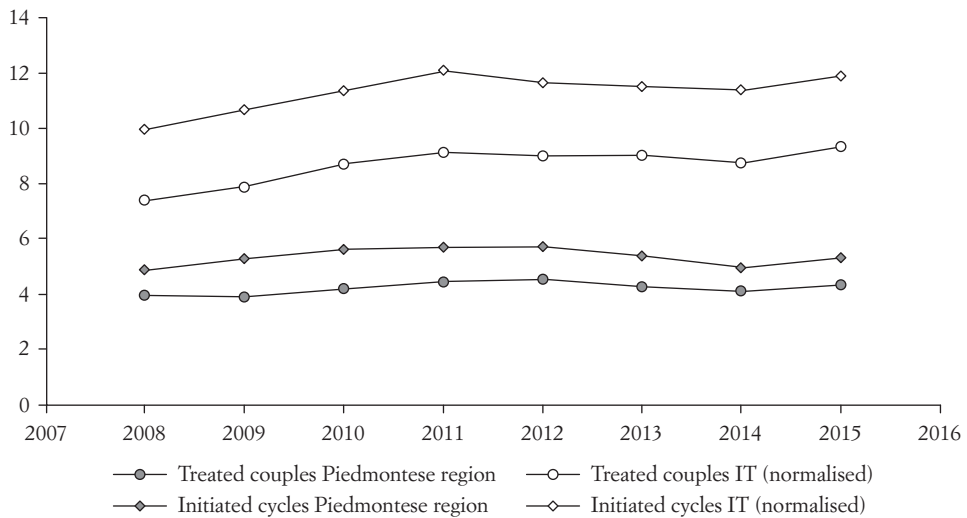 14
12
10
8
6
4
2
0
2007 2008 2009 2010 2011 2012 2013 2014 2015 2016
Treated couples Piedmontese region Treated couples IT (normalised)
Initiated cycles Piedmontese region Initiated cycles IT (normalised)